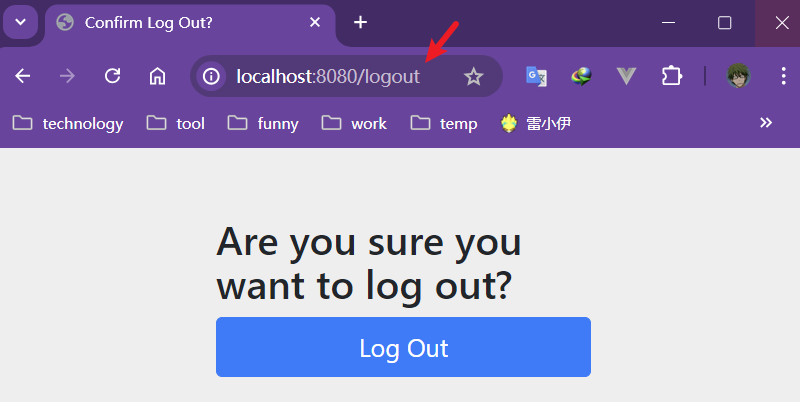 Confirm Log Out?
localhost:8080/logout
technology tool funny work temp 雷小伊
Are you sure you
want to log out?
Log Out